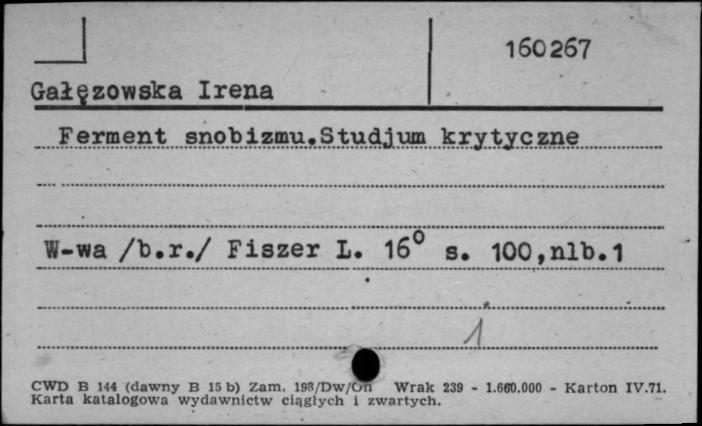 160267
Gałęzowska Irena
Ferment snobizmu.Studjum krytyczne
W-wa /b.r./ Fiszer L. 16° s. 100,nlb.1
1
CWD B 144 (dawny B 15 b) Zam. 198/Dw/On Wrak 239 - 1.660.000 - Karton IV.71.
Karta katalogowa wydawnictw ciągłych i zwartych.